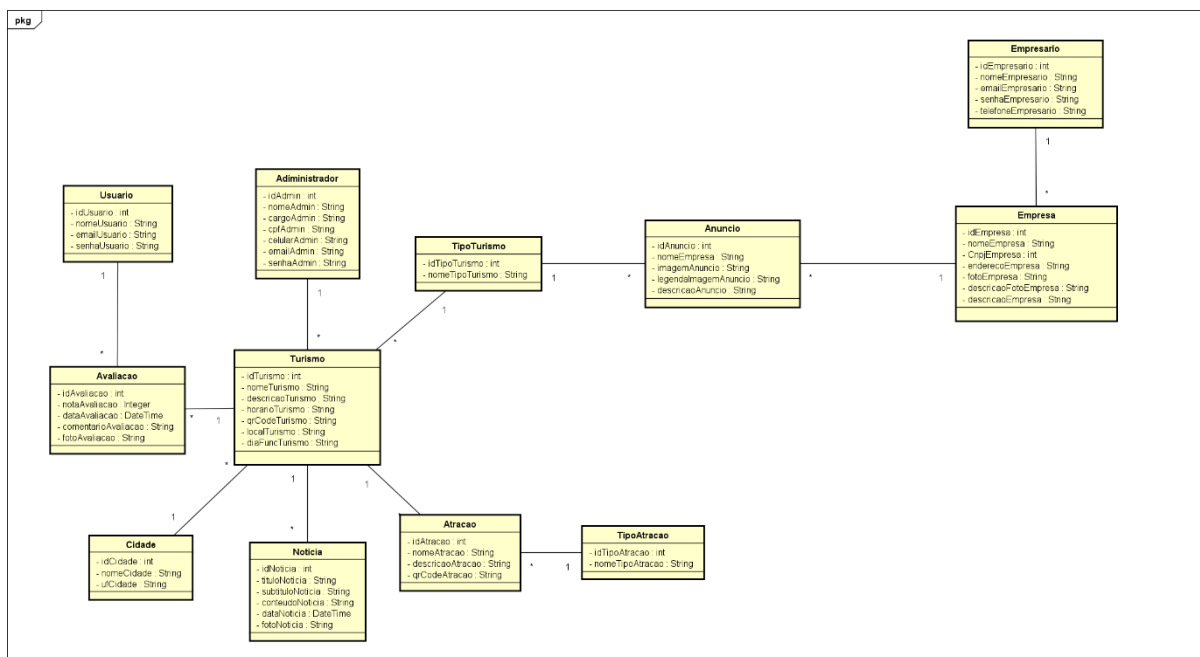 pkg
Empresario
- idEmpresario : int
- nomeEmpresario : String
- emailEmpresario : String
- senhaEmpresario : String
- telefoneEmpresario : String
1
*
Usuario
- idUsuario : int
- nomeUsuario : String
- emailUsuario : String
- senhaUsuario : String
1
*
Adiministrador
- idAdmin : int
- nomeAdmin : String
- cargoAdmin : String
- cpfAdmin : String
- celularAdmin : String
- emailAdmin : String
- senhaAdmin : String
1
*
TipoTurismo
- idTipoTurismo : int
- nomeTipoTurismo : String
1
*
1
*
Anuncio
- idAnuncio : int
- nomeEmpresa : String
- imagemAnuncio : String
- legendaImagemAnuncio : String
- descricaoAnuncio : String
*
1
Empresa
- idEmpresa : int
- nomeEmpresa : String
- CnpjEmpresa : int
- enderecoEmpresa : String
- fotoEmpresa : String
- descricaoFotoEmpresa : String
- descricaoEmpresa : String
Avaliacao
- idAvaliacao : int
- notaAvaliacao : Integer
- dataAvaliacao : DateTime
- comentarioAvaliacao : String
- fotoAvaliacao : String
*
1
Turismo
- idTurismo : int
- nomeTurismo : String
- descricaoTurismo : String
- horarioTurismo : String
- qrCodeTurismo : String
- localTurismo : String
- diaFuncTurismo : String
*
1
1
*
1
*
Cidade
- idCidade : int
- nomeCidade : String
- ufCidade : String
Noticia
- idNoticia : int
- tituloNoticia : String
- subtituloNoticia : String
- conteudoNoticia : String
- dataNoticia : DateTime
- fotoNoticia : String
Atracao
- idAtracao : int
- nomeAtracao : String
- descricaoAtracao : String
- qrCodeAtracao : String
*
1
TipoAtracao
- idTipoAtracao : int
- nomeTipoAtracao : String